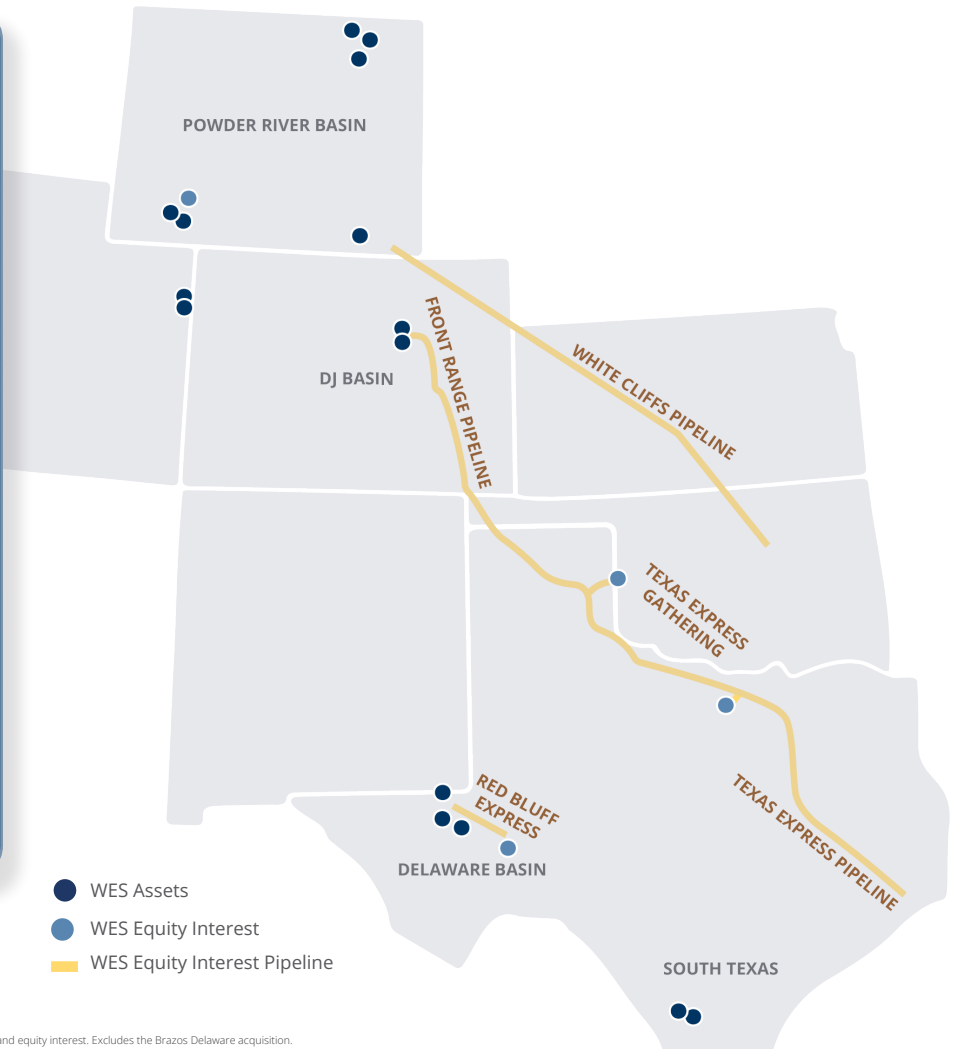 POWDER RIVER BASIN
FRONT RANGE PIPELINE
WHITE CLIFFS PIPELINE
DJ BASIN
TEXAS EXPRESS
GATHERING
RED BLUFF
EXPRESS
TEXAS EXPRESS PIPELINE
DELAWARE BASIN
WES Assets
WES Equity Interest
WES Equity Interest Pipeline
SOUTH TEXAS
and equity interest. Excludes the Brazos Delaware acquisition.